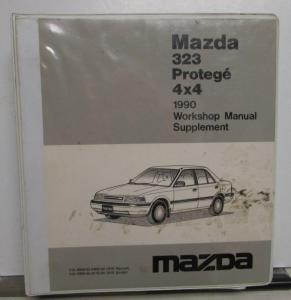 Mazda
323
Protegé
4x4
1990
Workshop Manual
Supplement
mazda